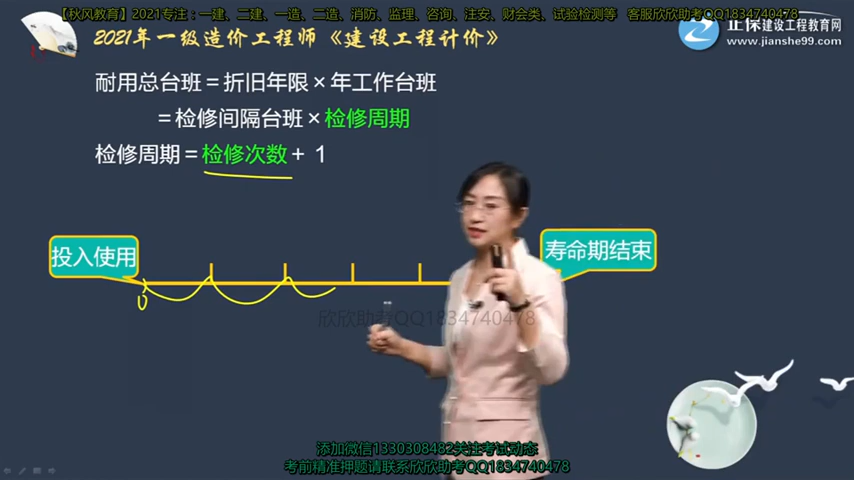 【秋风教育】2021专注：一建、二建、一造、二造、消防、监理、咨询、注安、财会类、试验检测等 客服欣欣助考QQ1834740478
2021年一级造价工程师《建设工程计价》
正保建设工程教育网
www.jianshe99.com
耐用总台班＝折旧年限×年工作台班
＝检修间隔台班×检修周期
检修周期＝检修次数＋1
投入使用
寿命期结束
0
欣欣助考QQ1834740478
添加微信1330308482关注考试动态
考前精准押题请联系欣欣助考QQ1834740478